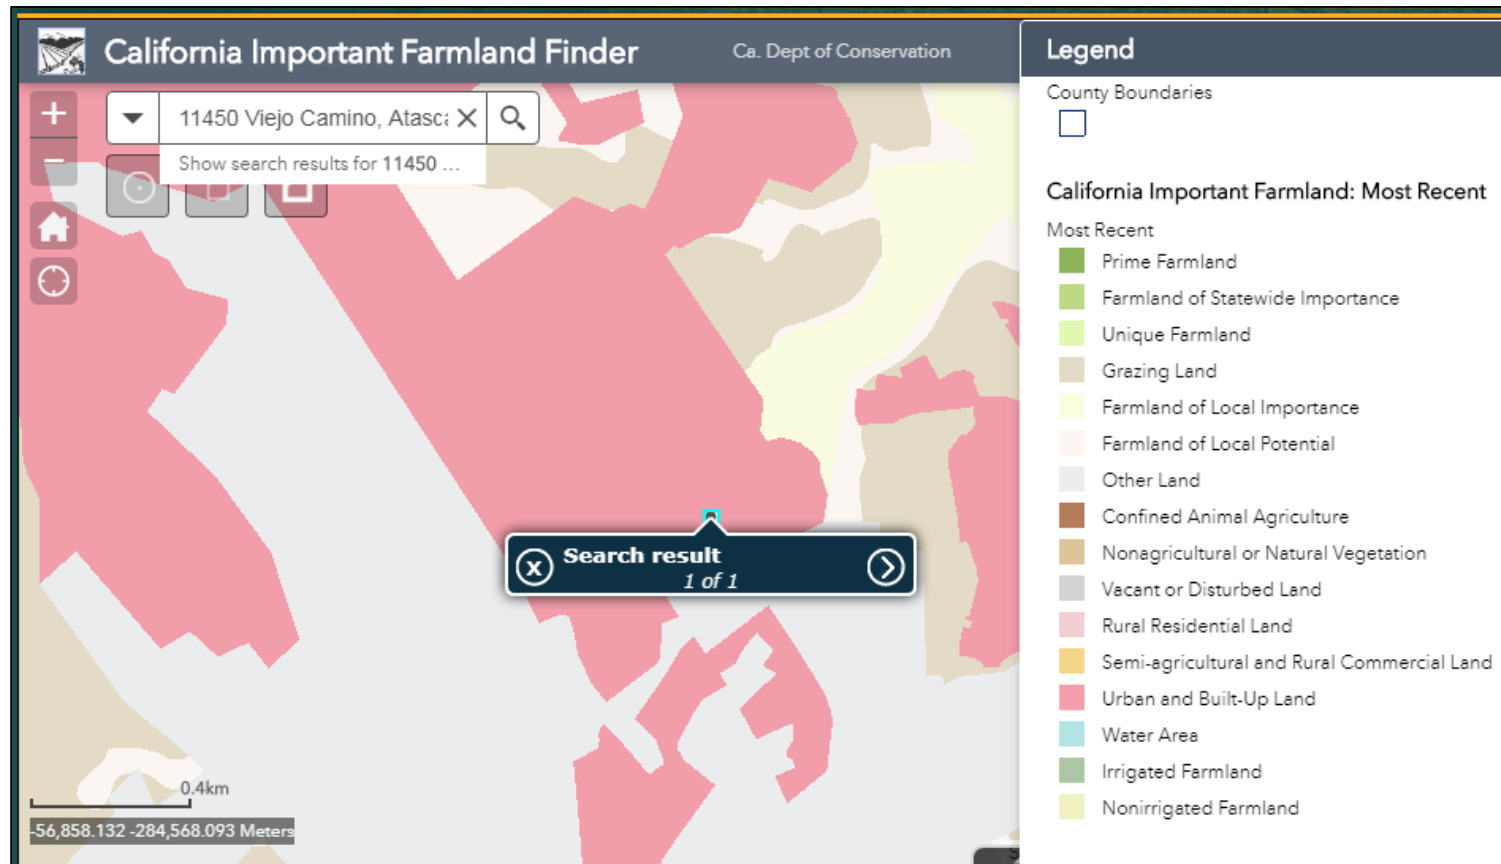 California Important Farmland Finder
Ca. Dept of Conservation
Legend
11450 Viejo Camino, Atasca
Show search results for 11450 ...
Search result
1 of 1
0.4km
-56,858.132 -284,568.093 Meters
County Boundaries
California Important Farmland: Most Recent
Most Recent
Prime Farmland
Farmland of Statewide Importance
Unique Farmland
Grazing Land
Farmland of Local Importance
Farmland of Local Potential
Other Land
Confined Animal Agriculture
Nonagricultural or Natural Vegetation
Vacant or Disturbed Land
Rural Residential Land
Semi-agricultural and Rural Commercial Land
Urban and Built-Up Land
Water Area
Irrigated Farmland
Nonirrigated Farmland